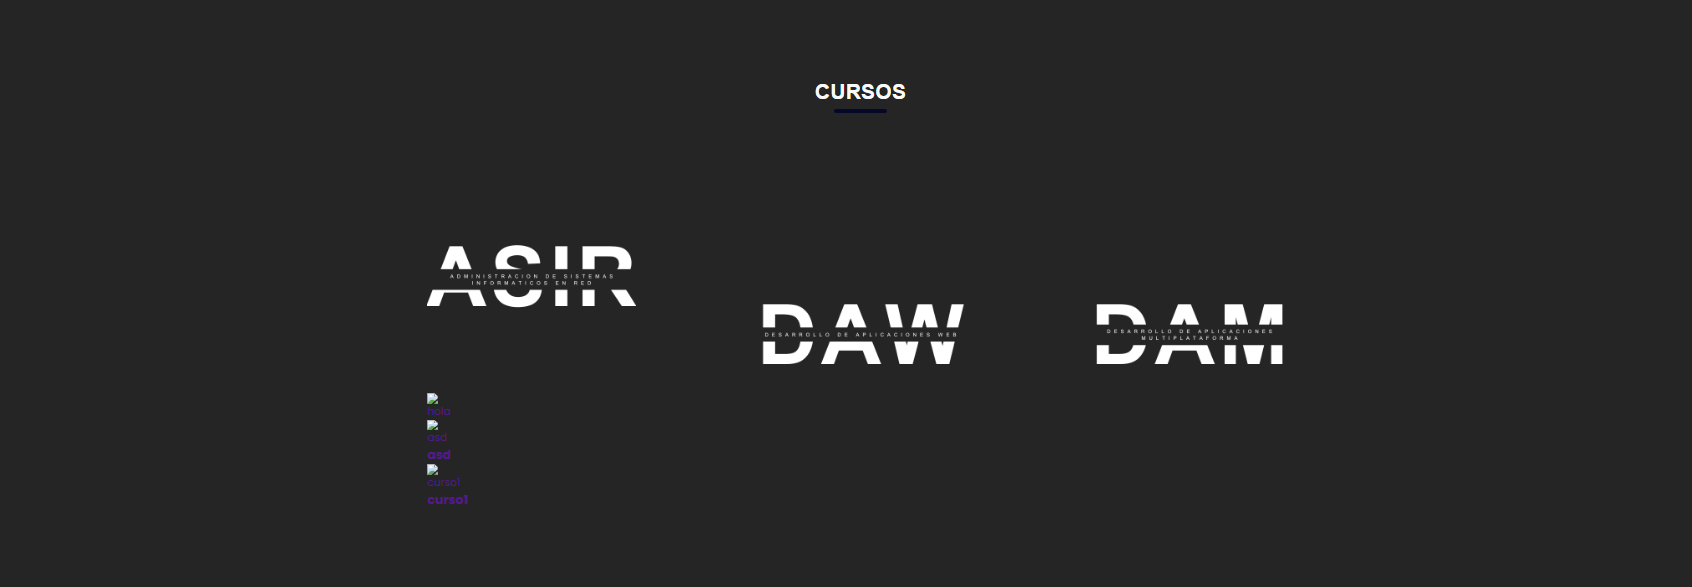 CURSOS
ASIR
ADMINISTRACION DE SISTEMAS
INFORMATICOS EN RED
DAW
DESARROLLO DE APLICACIONES WEB
DAM
DESARROLLO DE APLICACIONES
MULTIPLATAFORMA
hola
asd
asd
curso1
curso1